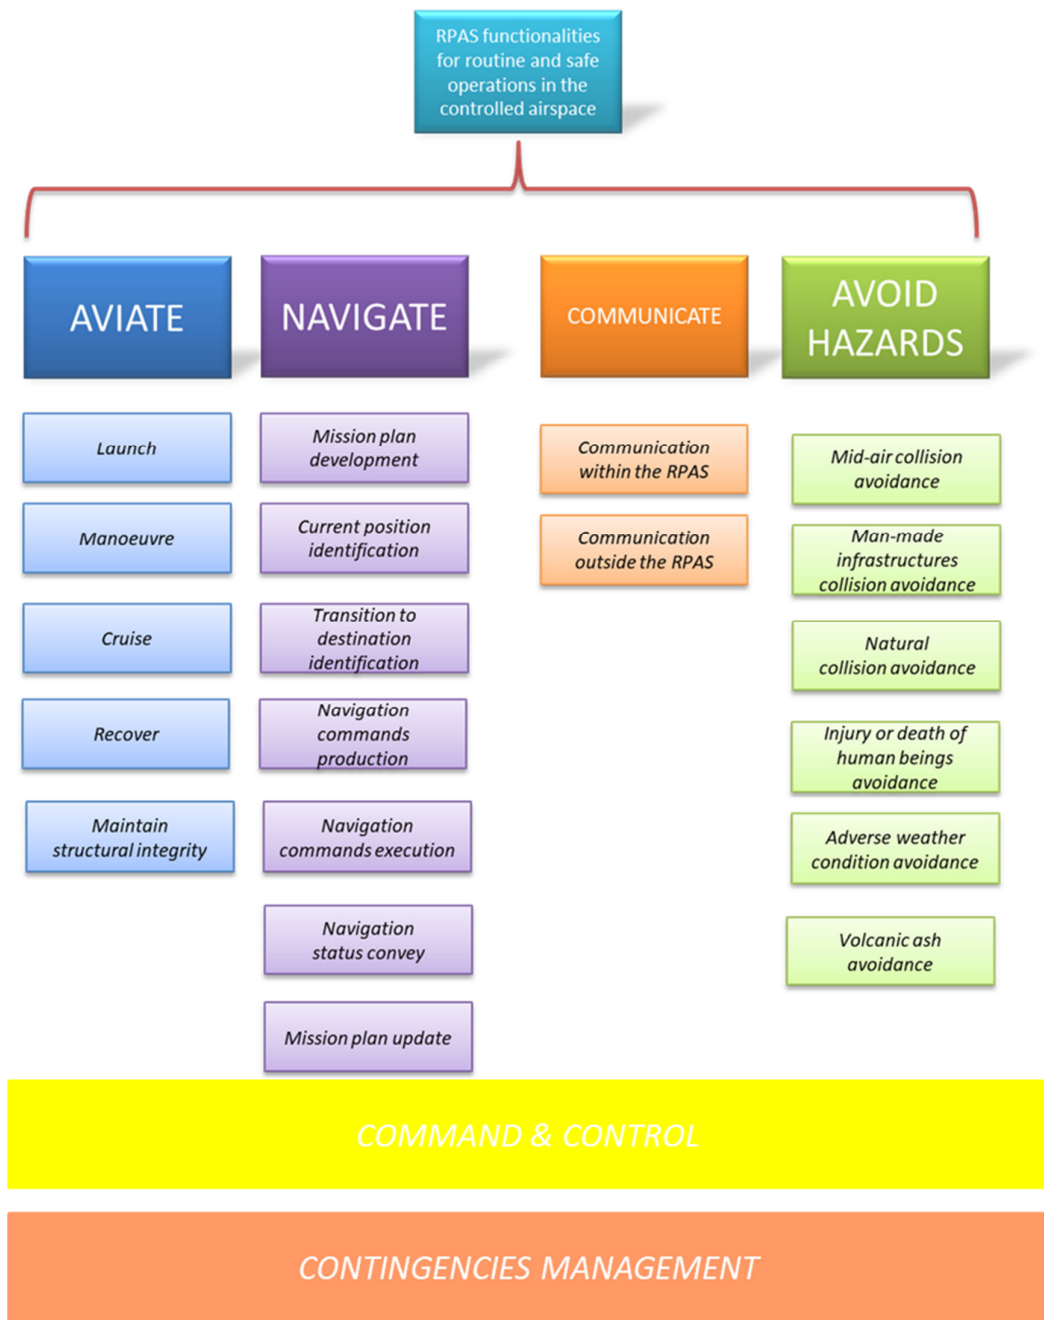 RPAS functionalities
for routine and safe
operations in the
controlled airspace
AVIATE
NAVIGATE
COMMUNICATE
AVOID
HAZARDS
Launch
Manoeuvre
Cruise
Recover
Maintain
structural integrity
Mission plan
development
Current position
identification
Transition to
destination
identification
Navigation
commands
production
Navigation
commands execution
Navigation
status convey
Mission plan update
Communication
within the RPAS
Communication
outside the RPAS
Mid-air collision
avoidance
Man-made
infrastructures
collision avoidance
Natural
collision avoidance
Injury or death of
human beings
avoidance
Adverse weather
condition avoidance
Volcanic ash
avoidance
COMMAND & CONTROL
CONTINGENCIES MANAGEMENT